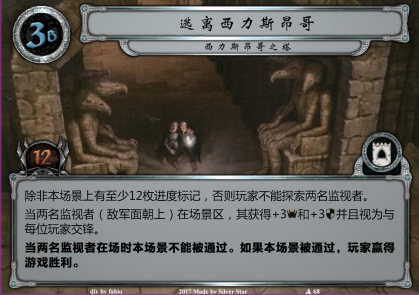 3B
逃离西力斯昂哥
西力斯昂哥之塔
12
除非本场景上有至少12枚进度标记，否则玩家不能探索两名监视者。
当两名监视者（敌军面朝上）在场景区，其获得+3和+3并且视为与
每位玩家交锋。
当两名监视者在场时本场景不能被通过。如果本场景被通过，玩家赢得
游戏胜利。
diy by fabio
2017 Made by Silver Star
68